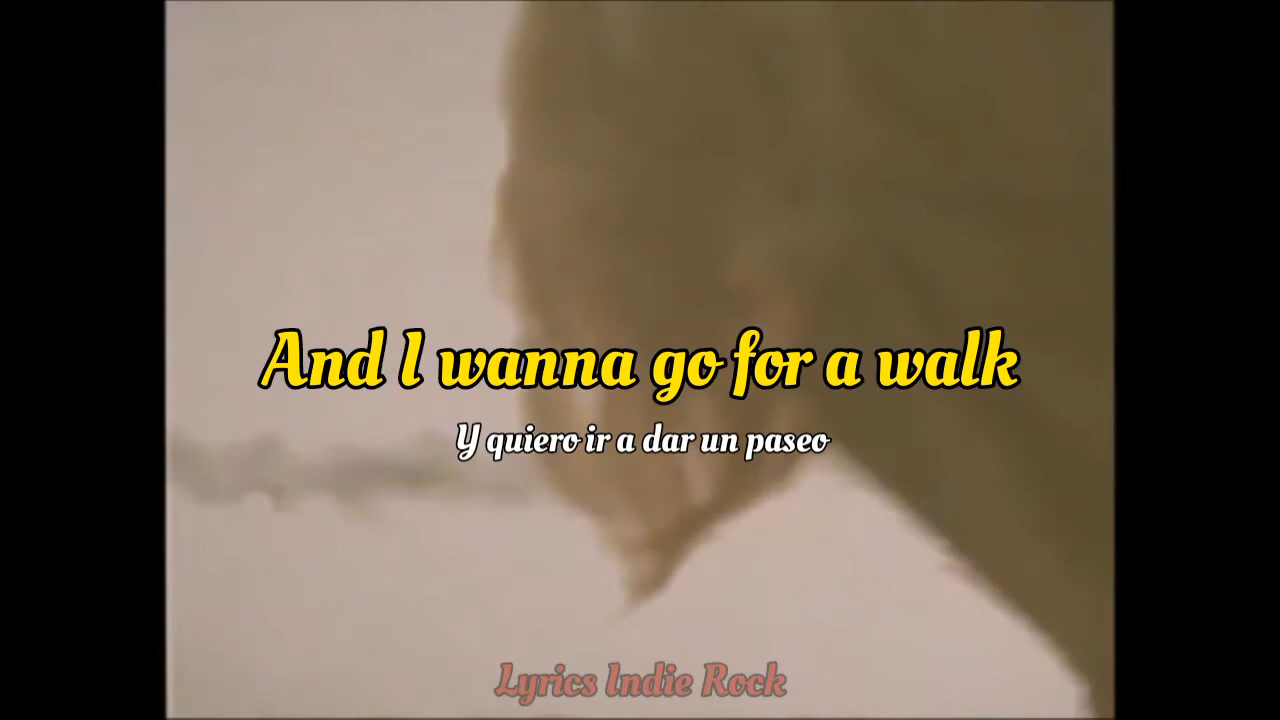 And I wanna go for a walk
Y quiero ir a dar un paseo
Lyrics Indie Rock